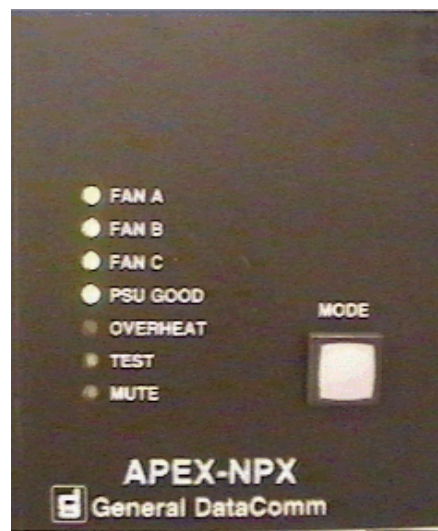 FAN A
FAN B
FAN C
PSU GOOD
OVERHEAT
TEST
MUTE
MODE
APEX-NPX
General DataComm